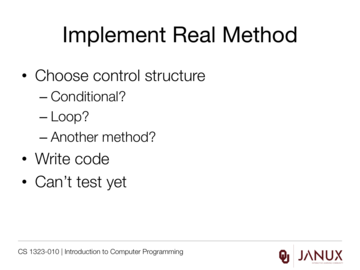 Implement Real Method
• Choose control structure
– Conditional?
– Loop?
– Another method?
• Write code
• Can't test yet
CS 1323-010 | Introduction to Computer Programming
JANUX